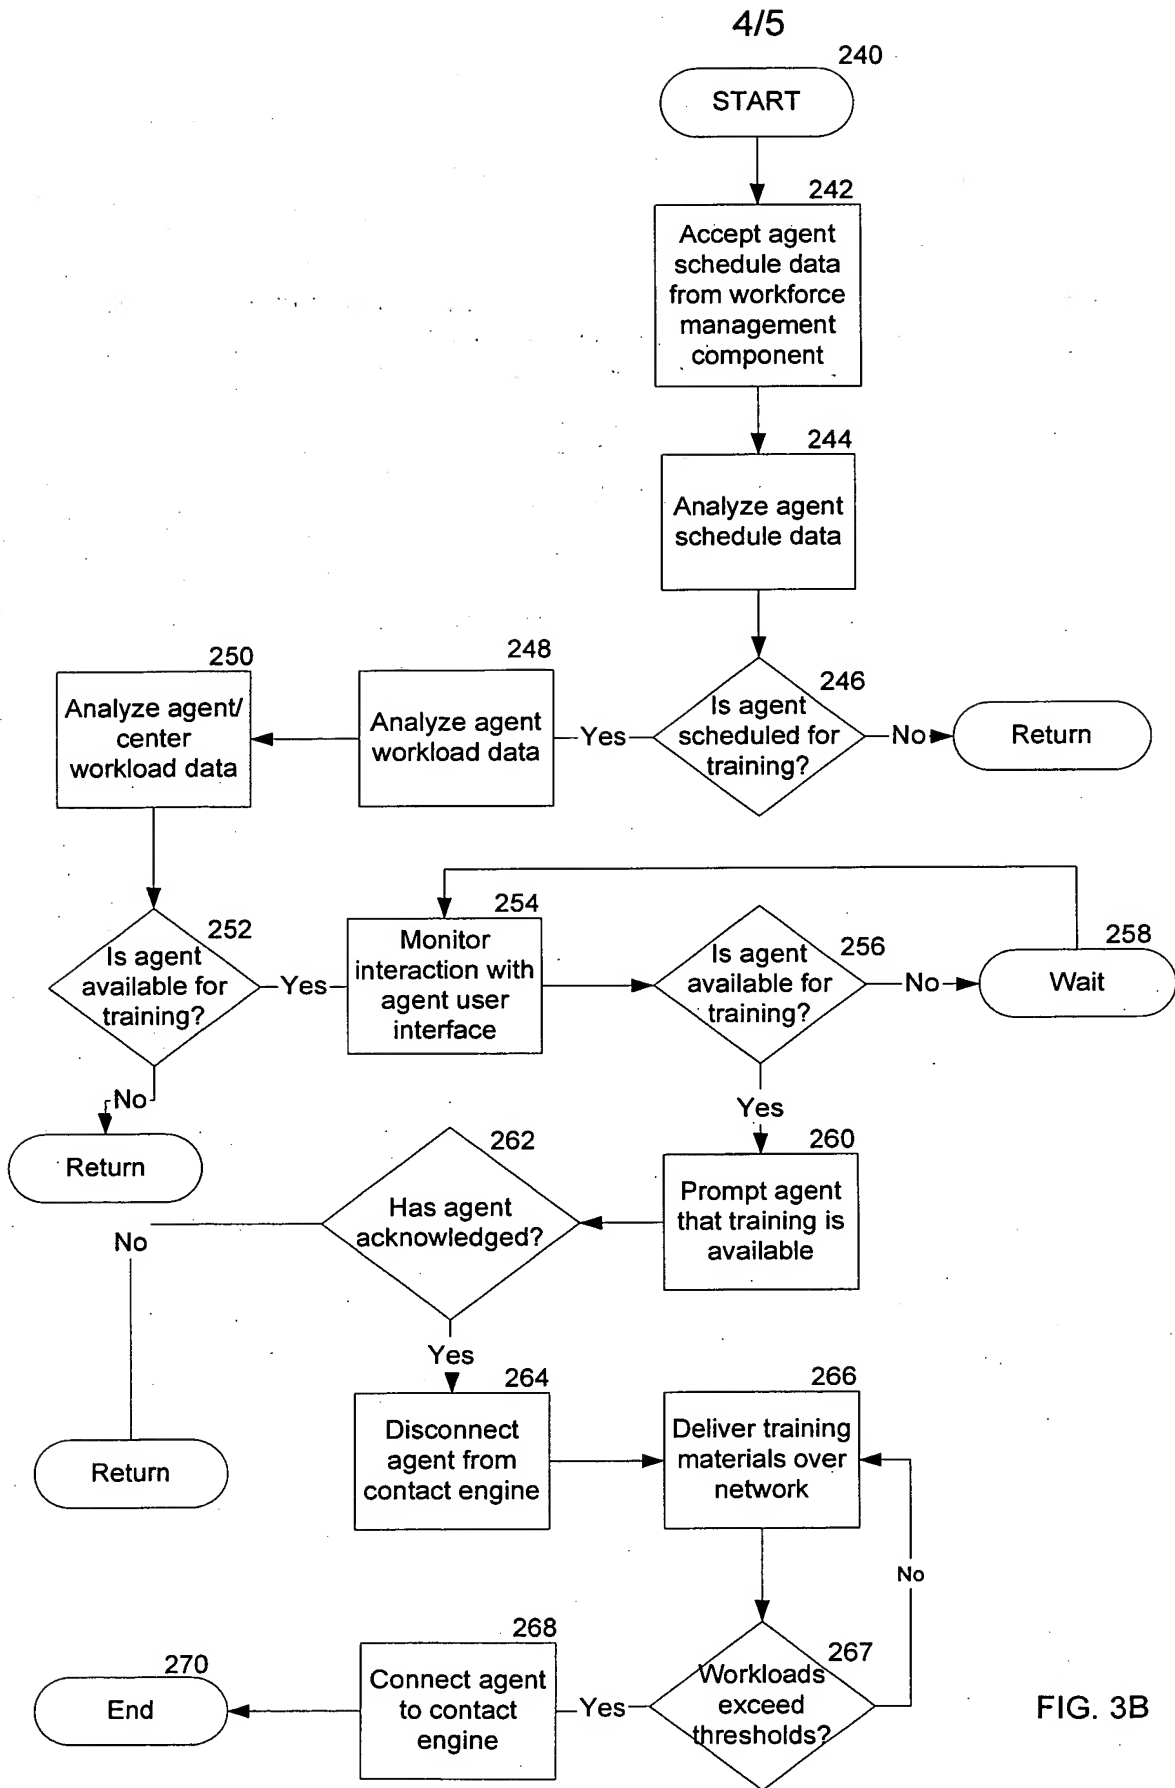 4/5
240
START
242
Accept agent
schedule data
from workforce
management
component
244
Analyze agent
schedule data
246
Is agent
scheduled for
training?
No
Return
Yes
248
Analyze agent
workload data
250
Analyze agent/
center
workload data
252
Is agent
available for
training?
Yes
No
Return
254
Monitor
interaction with
agent user
interface
256
Is agent
available for
training?
No
258
Wait
Yes
260
Prompt agent
that training is
available
262
Has agent
acknowledged?
No
Return
Yes
264
Disconnect
agent from
contact engine
266
Deliver training
materials over
network
No
267
Workloads
exceed
thresholds?
Yes
268
Connect agent
to contact
engine
270
End
FIG. 3B